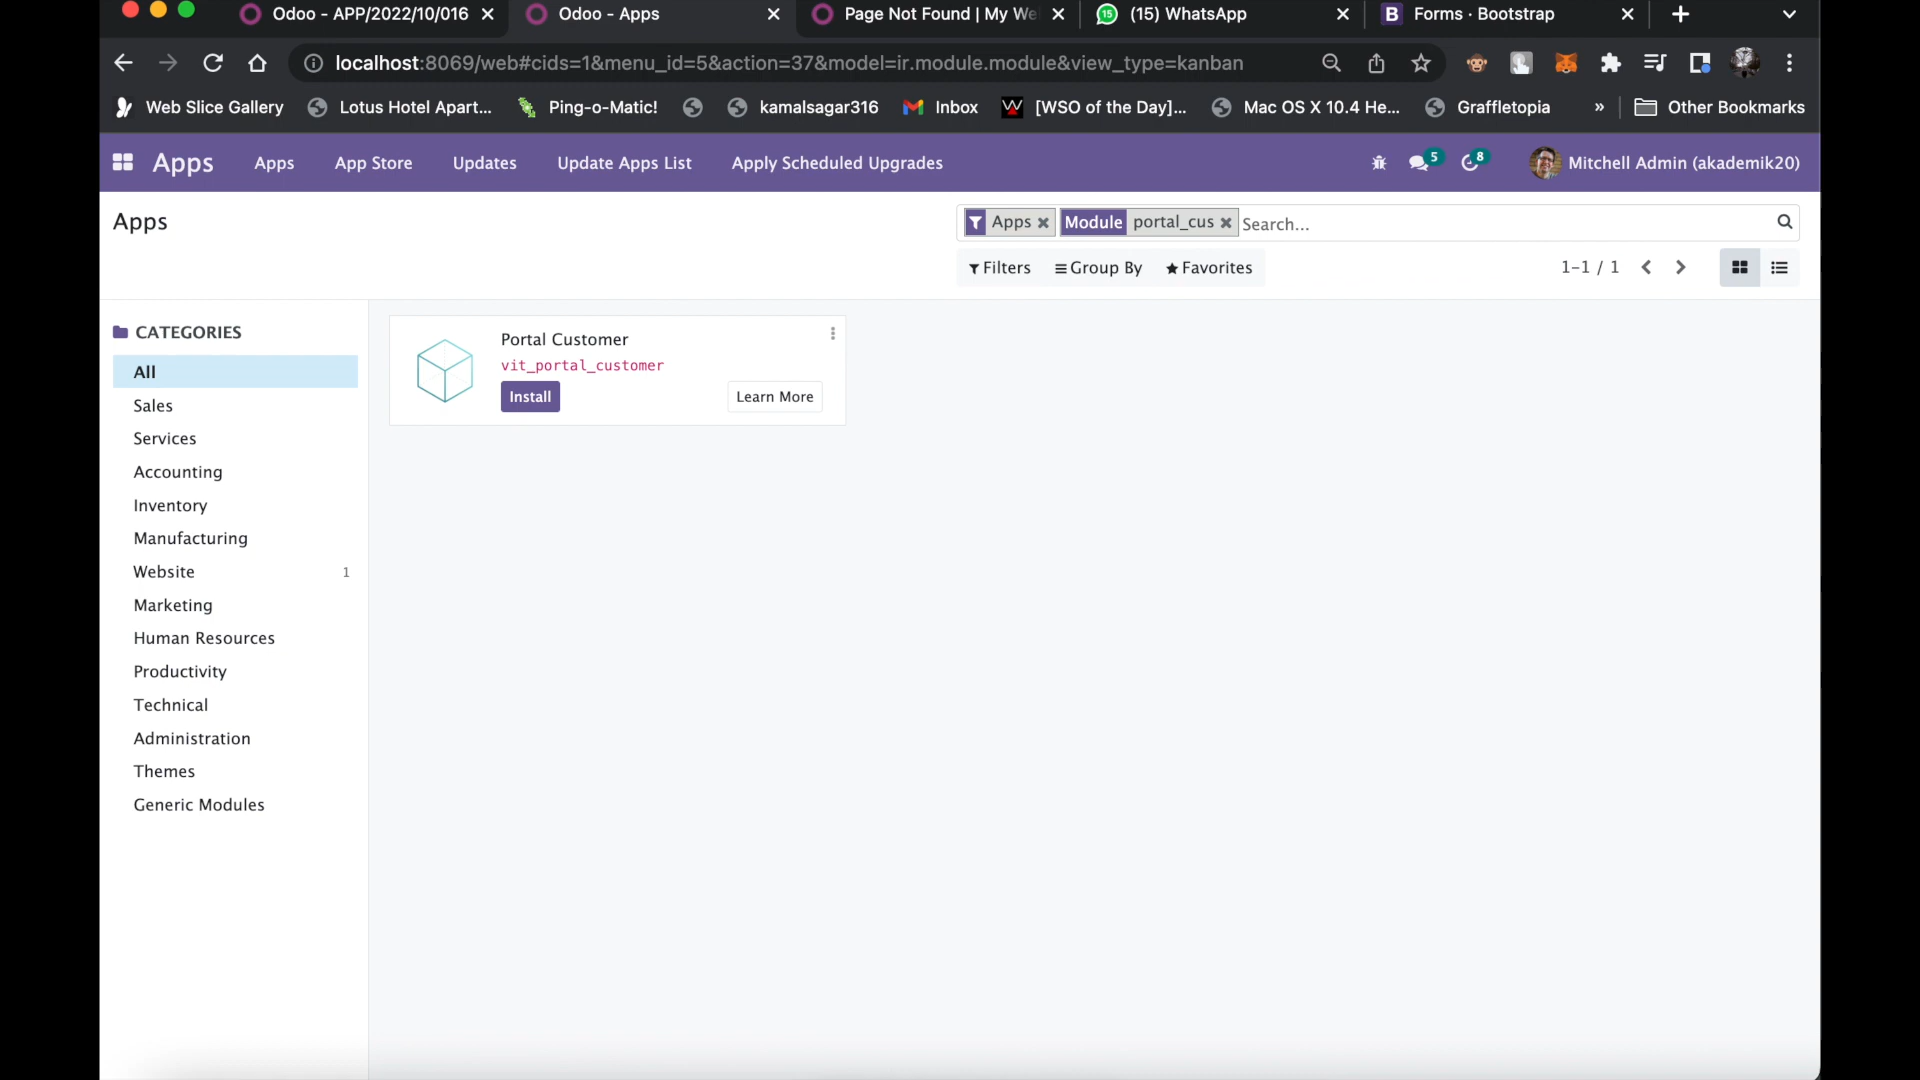 Odoo - APP/2022/10/016
Odoo - Apps
Page Not Found | My We
15
(15) WhatsApp
B
Forms · Bootstrap
localhost:8069/web#cids=1&menu_id=5&action=37&model=ir.module.module&view_type=kanban
Web Slice Gallery
Lotus Hotel Apart...
Ping-o-Matic!
kamalsagar316
Inbox
[WSO of the Day]...
Mac OS X 10.4 He...
Graffletopia
»
Other Bookmarks
Apps
Apps
App Store
Updates
Update Apps List
Apply Scheduled Upgrades
5
8
Mitchell Admin (akademik20)
Apps
Apps
Module
portal_cus
Search...
Filters
Group By
Favorites
1-1 / 1
CATEGORIES
All
Sales
Services
Accounting
Inventory
Manufacturing
Website 1
Marketing
Human Resources
Productivity
Technical
Administration
Themes
Generic Modules
Portal Customer
vit_portal_customer
Install
Learn More